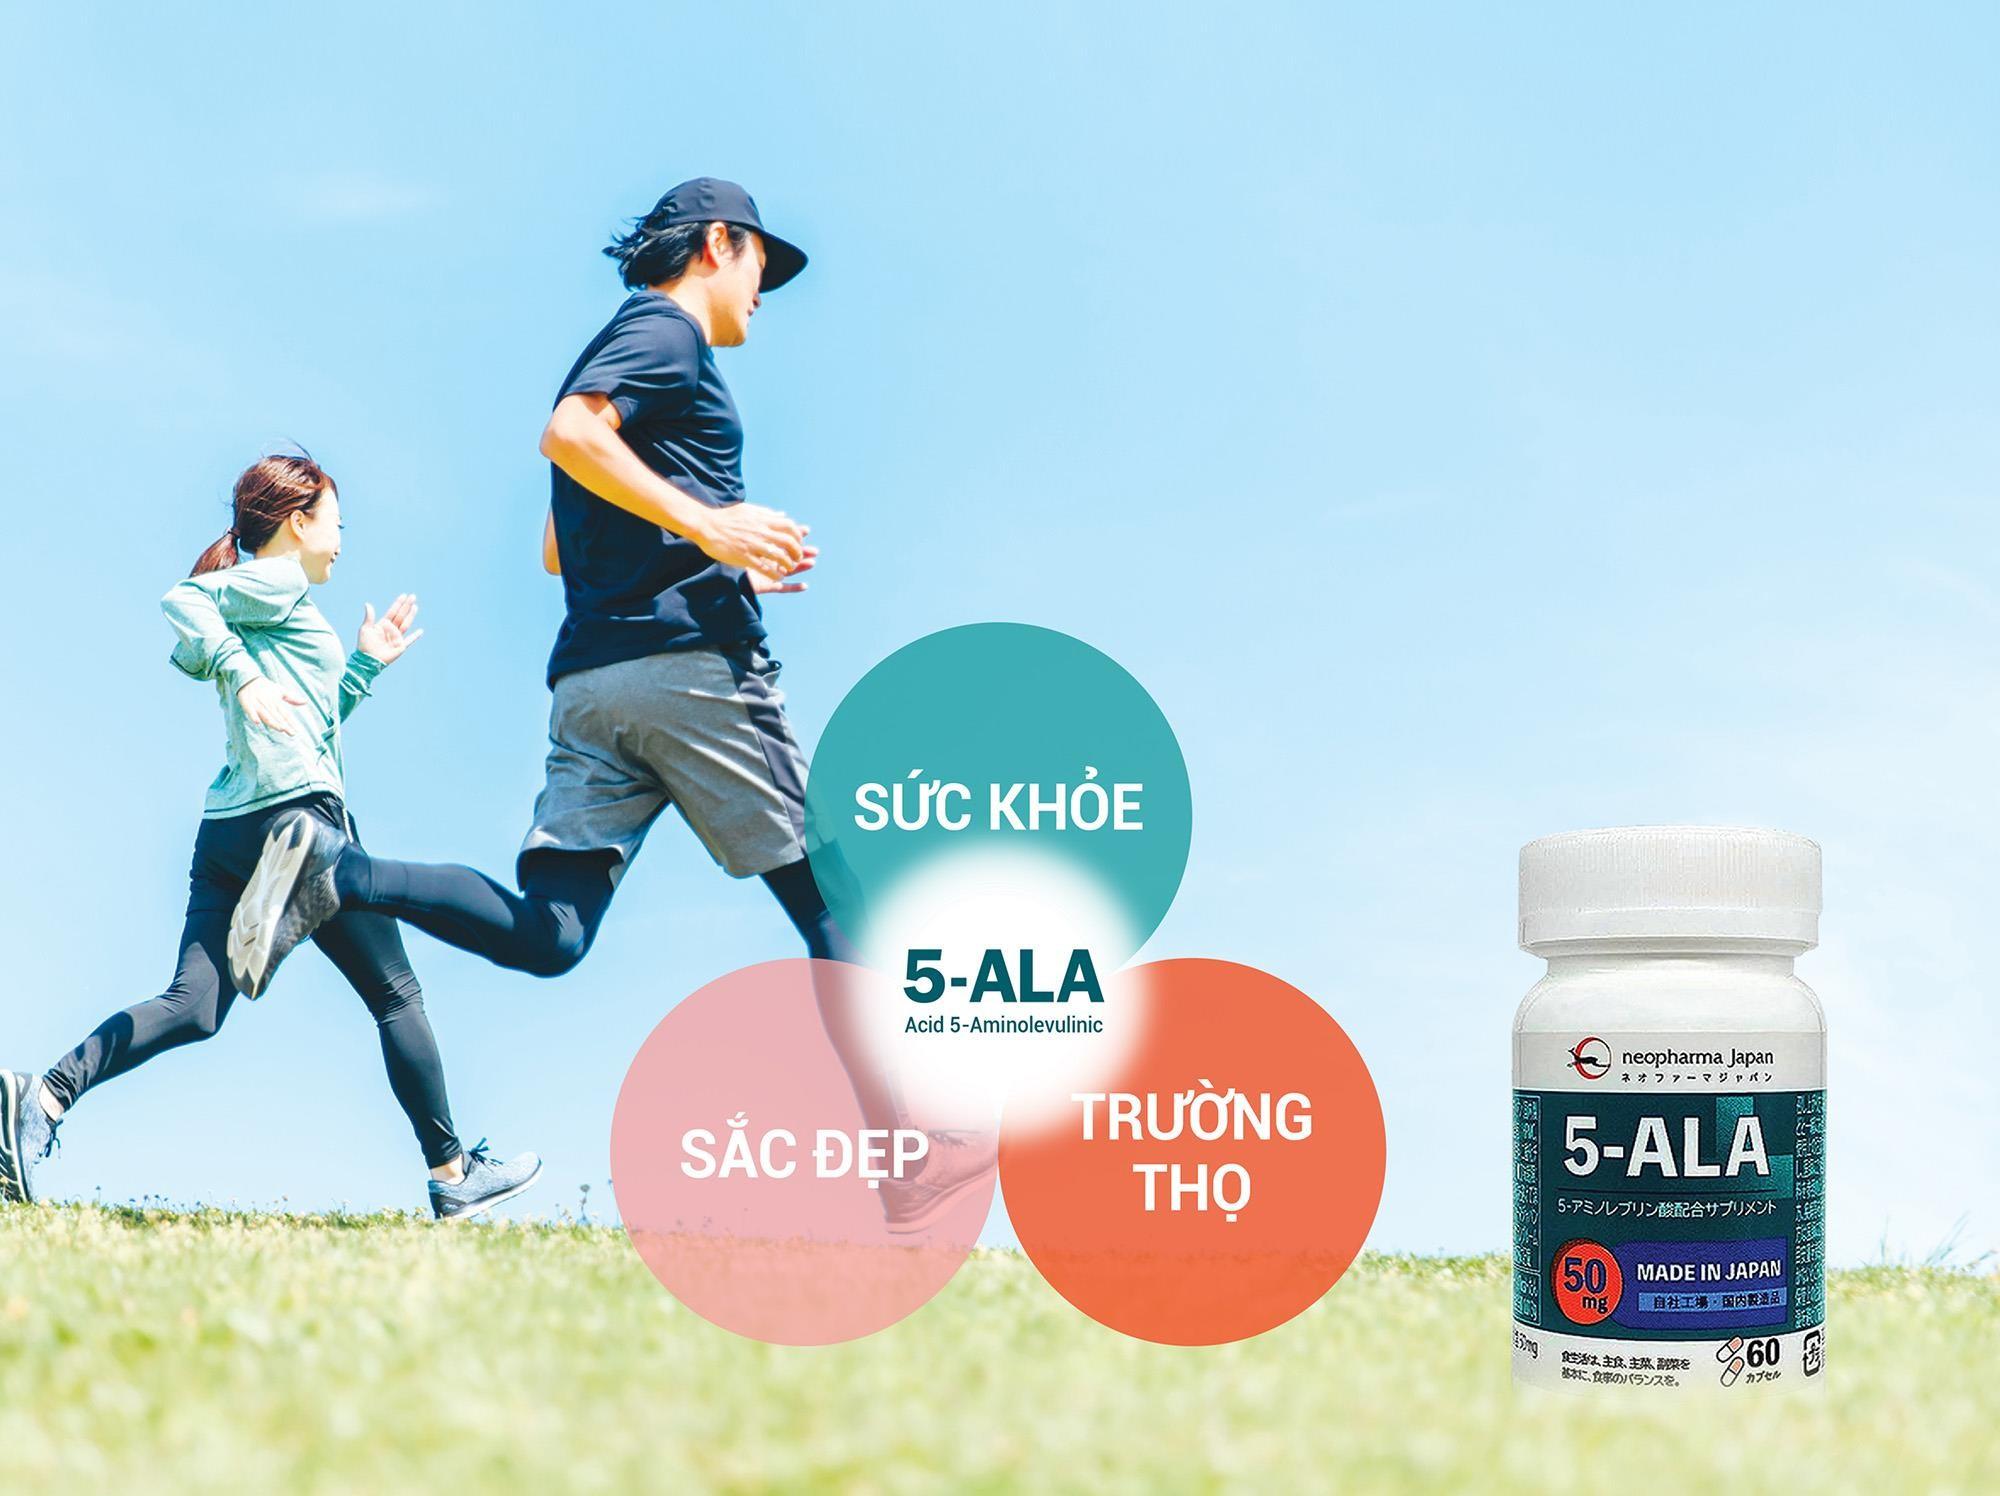 SỨC KHỎE
5-ALA
Acid 5-Aminolevulinic
SẮC ĐẸP
TRƯỜNG
THỌ
neopharma Japan
ネオファーマジャパン
5-ALA
5-アミノレブリン酸配合サプリメント
50
mg
MADE IN JAPAN
自社工場・国内製造品
食生活は、主食、主菜、副菜を
基本に、食事のバランスを。
60
カプセル
50mg